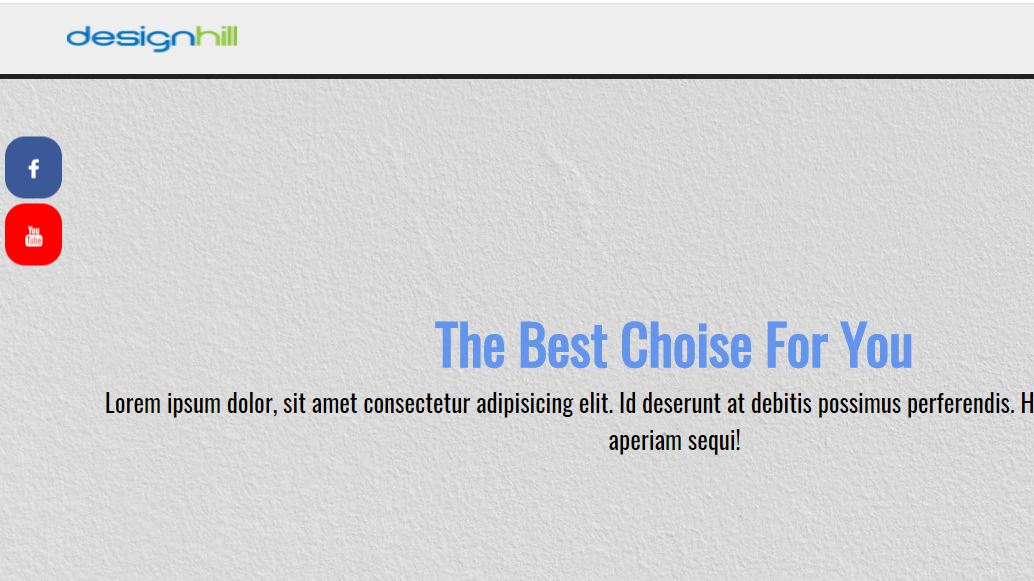 designhill
f
You
Tube
The Best Choise For You
Lorem ipsum dolor, sit amet consectetur adipisicing elit. Id deserunt at debitis possimus perferendis. H
aperiam sequi!